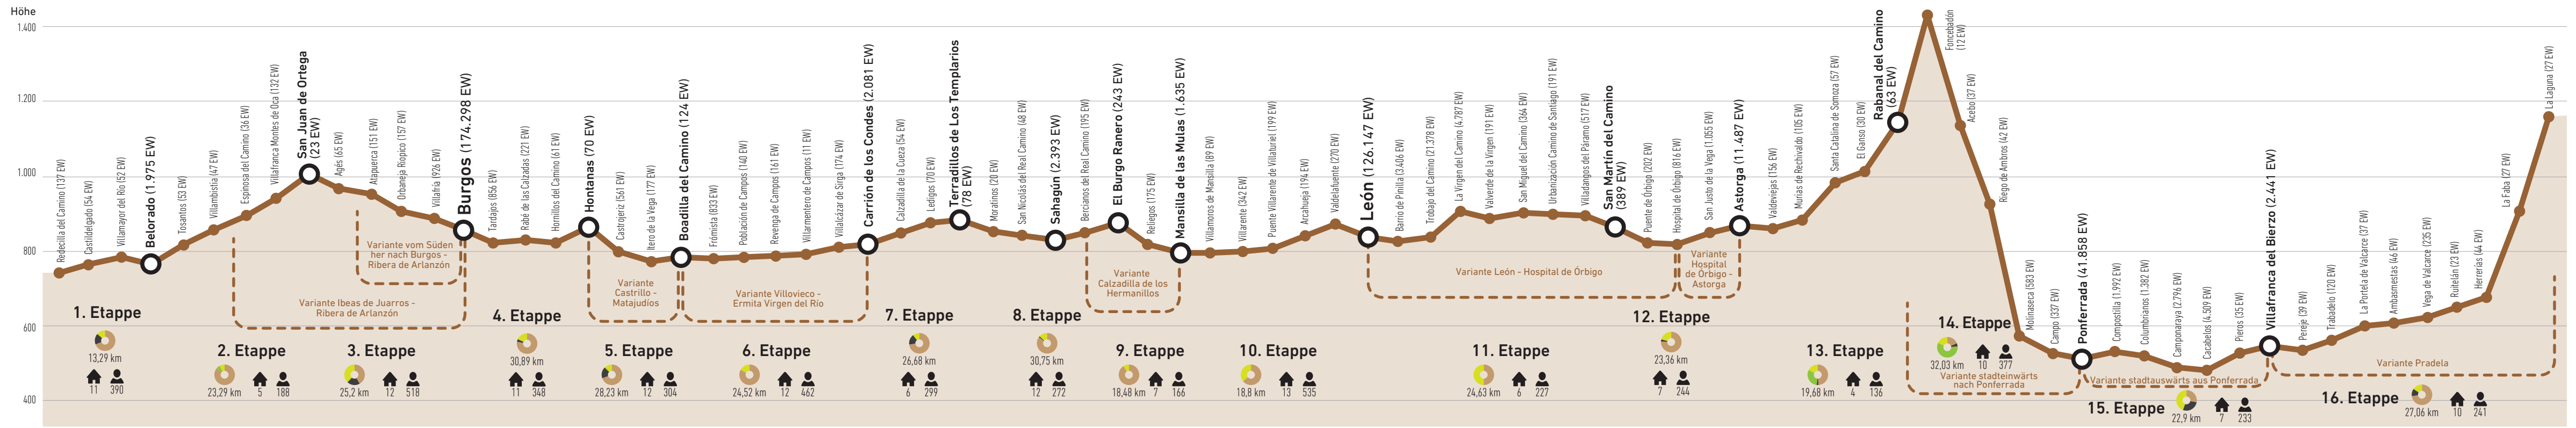 Höhe
1.400
1.200
1.000
800
600
400
Redecilla del Camino (137 EW)
Castildelgado (54 EW)
Villamayor del Río (52 EW)
Belorado (1.975 EW)
Tosantos (53 EW)
Villambistia (47 EW)
Espinosa del Camino (36 EW)
Villafranca Montes de Oca (132 EW)
San Juan de Ortega
(23 EW)
Agés (65 EW)
Atapuerca (151 EW)
Orbaneja Riopico (157 EW)
Villafría (926 EW)
Burgos (174.298 EW)
Tardajos (856 EW)
Rabé de las Calzadas (221 EW)
Hornillos del Camino (61 EW)
Hontanas (70 EW)
Castrojeriz (561 EW)
Itero de la Vega (177 EW)
Boadilla del Camino (124 EW)
Frómista (833 EW)
Población de Campos (140 EW)
Revenga de Campos (161 EW)
Villarmentero de Campos (11 EW)
Villalcázar de Sirga (174 EW)
Carrión de los Condes (2.081 EW)
Calzadilla de la Cueza (54 EW)
Ledigos (70 EW)
Terradillos de Los Templarios
(78 EW)
Moratinos (20 EW)
San Nicolás del Real Camino (48 EW)
Sahagún (2.393 EW)
Bercianos del Real Camino (195 EW)
El Burgo Ranero (243 EW)
Reliegos (175 EW)
Mansilla de las Mulas (1.635 EW)
Villamoros de Mansilla (89 EW)
Villarente (342 EW)
Puente Villarente de Villaturiel (199 EW)
Arcahueja (194 EW)
Valdelafuente (270 EW)
León (126.147 EW)
Barrio de Pinilla (3.406 EW)
Trobajo del Camino (21.378 EW)
La Virgen del Camino (4.787 EW)
Valverde de la Virgen (191 EW)
San Miguel del Camino (364 EW)
Urbanización Camino de Santiago (191 EW)
Villadangos del Páramo (517 EW)
San Martín del Camino
(389 EW)
Puente de Órbigo (202 EW)
Hospital de Órbigo (816 EW)
San Justo de la Vega (1.055 EW)
Astorga (11.487 EW)
Valdeviejas (156 EW)
Murias de Rechivaldo (105 EW)
Santa Catalina de Somoza (57 EW)
El Ganso (30 EW)
Rabanal del Camino
(63 EW)
Foncebadón
(12 EW)
Acebo (37 EW)
Riego de Ambros (42 EW)
Molinaseca (583 EW)
Campo (337 EW)
Ponferrada (41.858 EW)
Compostilla (1.992 EW)
Columbrianos (1.382 EW)
Camponaraya (2.796 EW)
Cacabelos (4.509 EW)
Pieros (35 EW)
Villafranca del Bierzo (2.441 EW)
Pereje (39 EW)
Trabadelo (120 EW)
La Portela de Valcarce (37 EW)
Ambasmestas (46 EW)
Vega de Valcarce (235 EW)
Ruitelán (23 EW)
Herrerías (44 EW)
La Faba (27 EW)
La Laguna (27 EW)
Variante vom Süden
her nach Burgos -
Ribera de Arlanzón
Variante Ibeas de Juarros -
Ribera de Arlanzón
Variante
Castrillo -
Matajudíos
Variante Villovieco -
Ermita Virgen del Río
Variante
Calzadilla de los
Hermanillos
Variante León - Hospital de Órbigo
Variante
Hospital
de Órbigo -
Astorga
Variante stadteinwärts
nach Ponferrada
Variante stadtauswärts aus Ponferrada
Variante Pradela
1. Etappe
13,29 km
11 390
2. Etappe
23,29 km 5 188
3. Etappe
25,2 km 12 518
4. Etappe
30,89 km
11 348
5. Etappe
28,23 km 12 304
6. Etappe
24,52 km 12 462
7. Etappe
26,68 km
6 299
8. Etappe
30,75 km
12 272
9. Etappe
18,48 km 7 166
10. Etappe
18,8 km 13 535
11. Etappe
24,63 km 6 227
12. Etappe
23,36 km
7 244
13. Etappe
19,68 km 4 136
14. Etappe
32,03 km 10 377
15. Etappe
22,9 km 7 233
16. Etappe
27,06 km 10 241